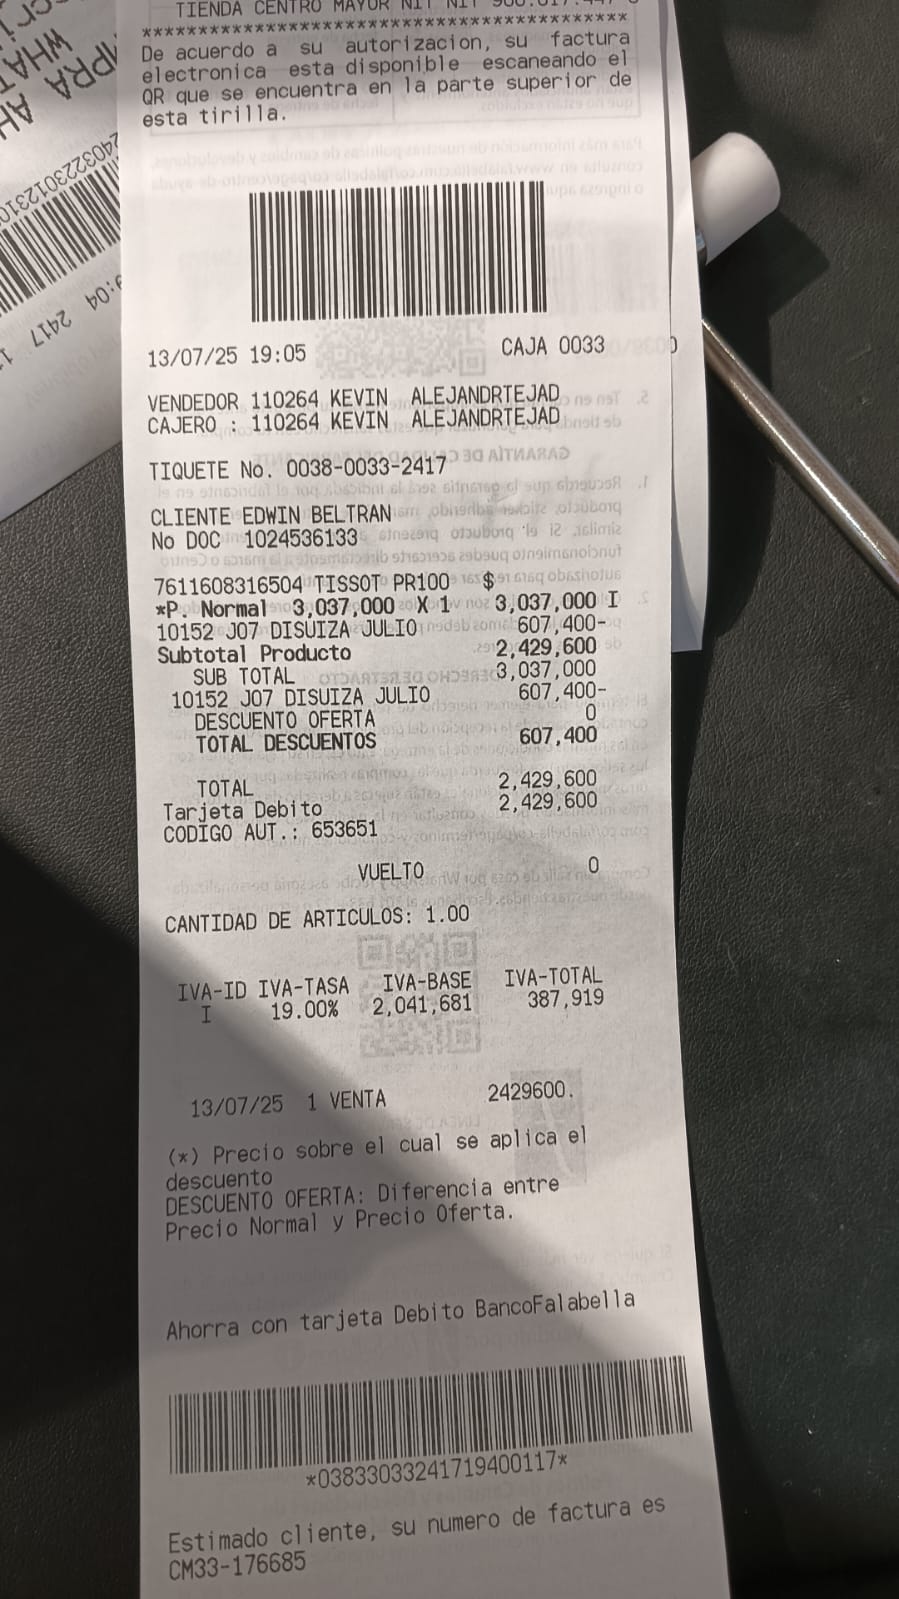 TIENDA CENTRO MAYOR NIT NIT
******************************************
De acuerdo a su autorizacion, su factura
electronica esta disponible escaneando el
QR que se encuentra en la parte superior de
esta tirilla.
13/07/25 19:05 CAJA 0033
VENDEDOR 110264 KEVIN ALEJANDRTEJAD
CAJERO : 110264 KEVIN ALEJANDRTEJAD
TIQUETE No. 0038-0033-2417
CLIENTE EDWIN BELTRAN
No DOC 1024536133
7611608316504 TISSOT PR100 $
*P. Normal 3,037,000 X 1 3,037,000 I
10152 J07 DISUIZA JULIO 607,400-
Subtotal Producto 2,429,600
SUB TOTAL 3,037,000
10152 J07 DISUIZA JULIO 607,400-
DESCUENTO OFERTA 0
TOTAL DESCUENTOS 607,400
TOTAL 2,429,600
Tarjeta Debito 2,429,600
CODIGO AUT.: 653651
VUELTO 0
CANTIDAD DE ARTICULOS: 1.00
IVA-ID IVA-TASA IVA-BASE IVA-TOTAL
I 19.00% 2,041,681 387,919
13/07/25 1 VENTA 2429600.
(*) Precio sobre el cual se aplica el
descuento
DESCUENTO OFERTA: Diferencia entre
Precio Normal y Precio Oferta.
Ahorra con tarjeta Debito BancoFalabella
*03833033241719400117*
Estimado cliente, su numero de factura es
CM33-176685